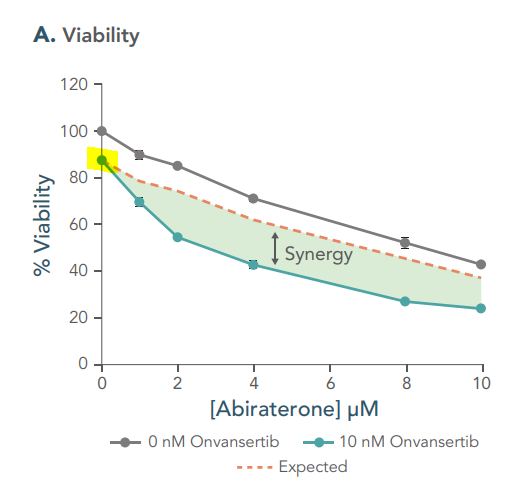 A. Viability
120
100
80
60
40
20
0
% Viability
Synergy
0
2
4
6
8
10
[Abiraterone] µM
0 nM Onvansertib
10 nM Onvansertib
Expected